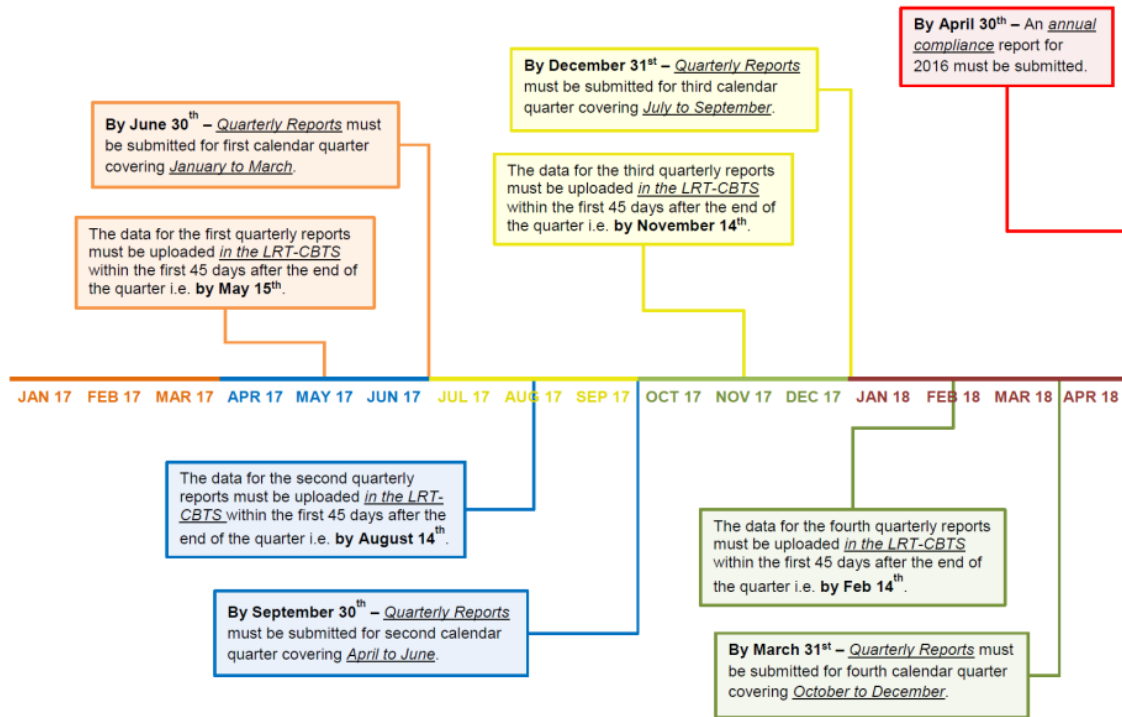 By April 30th – An annual
compliance report for
2016 must be submitted.
By December 31st – Quarterly Reports
must be submitted for third calendar
quarter covering July to September.
By June 30th – Quarterly Reports must
be submitted for first calendar quarter
covering January to March.
The data for the third quarterly reports
must be uploaded in the LRT-CBTS
within the first 45 days after the end of
the quarter i.e. by November 14th.
The data for the first quarterly reports
must be uploaded in the LRT-CBTS
within the first 45 days after the end of
the quarter i.e. by May 15th.
JAN 17 FEB 17 MAR 17 APR 17 MAY 17 JUN 17 JUL 17 AUG 17 SEP 17 OCT 17 NOV 17 DEC 17 JAN 18 FEB 18 MAR 18 APR 18
The data for the second quarterly
reports must be uploaded in the LRT-
CBTS within the first 45 days after the
end of the quarter i.e. by August 14th.
The data for the fourth quarterly reports
must be uploaded in the LRT-CBTS
within the first 45 days after the end of
the quarter i.e. by Feb 14th.
By September 30th – Quarterly Reports
must be submitted for second calendar
quarter covering April to June.
By March 31st – Quarterly Reports must
be submitted for fourth calendar quarter
covering October to December.